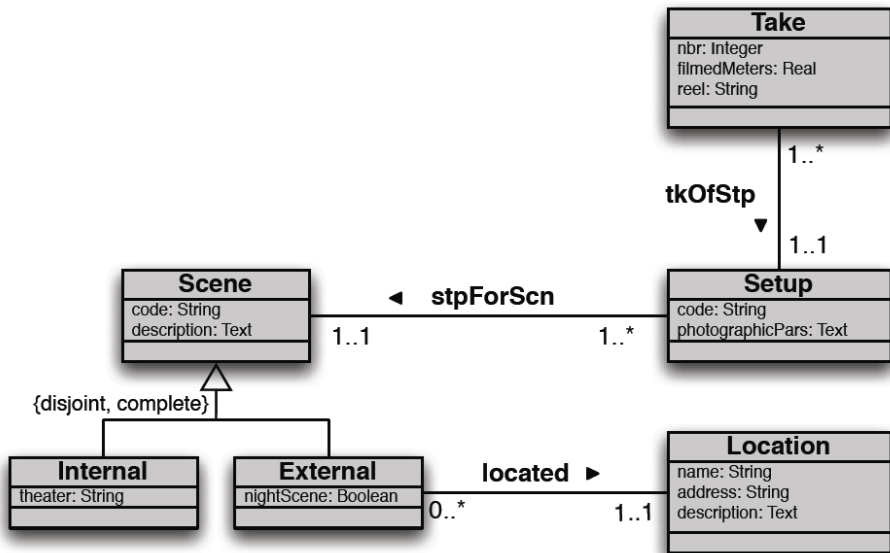 Take
nbr: Integer
filmedMeters: Real
reel: String
1..*
tkOfStp
1..1
Scene
code: String
description: Text
stpForScn
1..1
1..*
Setup
code: String
photographicPars: Text
{disjoint, complete}
Internal
theater: String
External
nightScene: Boolean
located
0..*
1..1
Location
name: String
address: String
description: Text